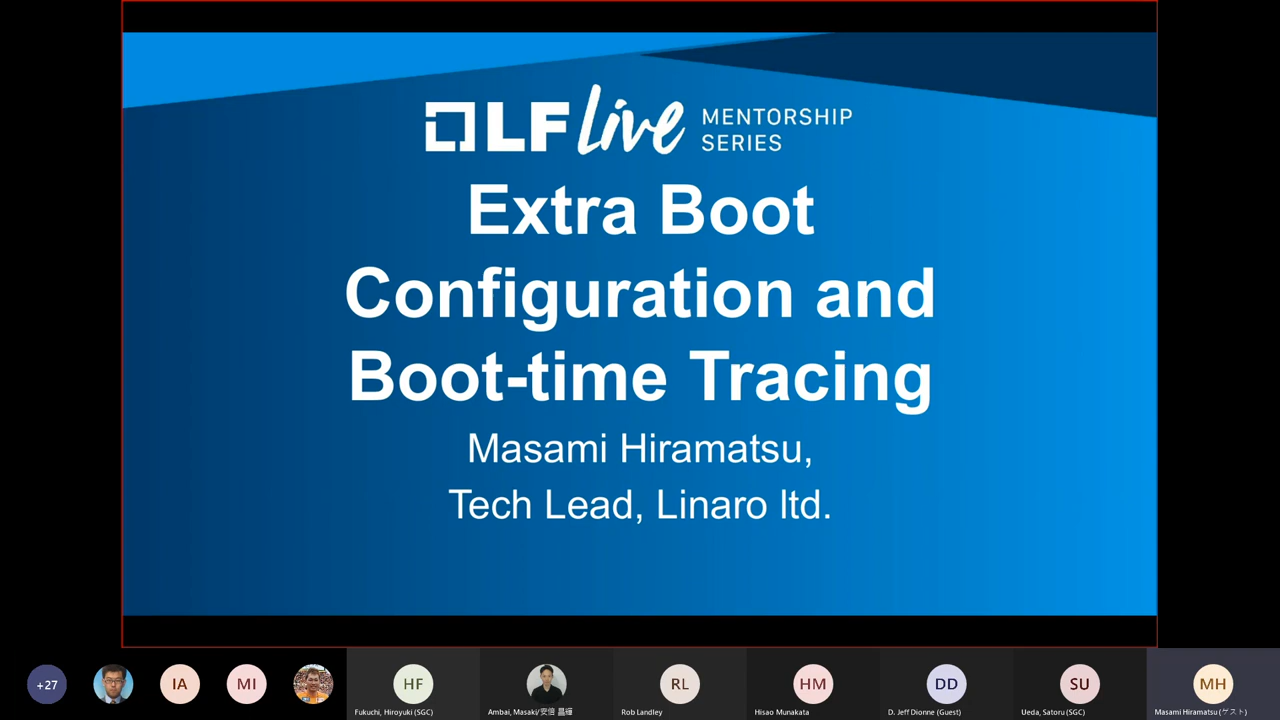 LF Live MENTORSHIP
SERIES
Extra Boot
Configuration and
Boot-time Tracing
Masami Hiramatsu,
Tech Lead, Linaro ltd.
+27
IA
MI
HF
RL
HM
DD
SU
MH
Fukuchi, Hiroyuki (SGC)
Ambai, Masaki/安倍 昌輝
Rob Landley
Hisao Munakata
D. Jeff Dionne (Guest)
Ueda, Satoru (SGC)
Masami Hiramatsu (ゲスト)